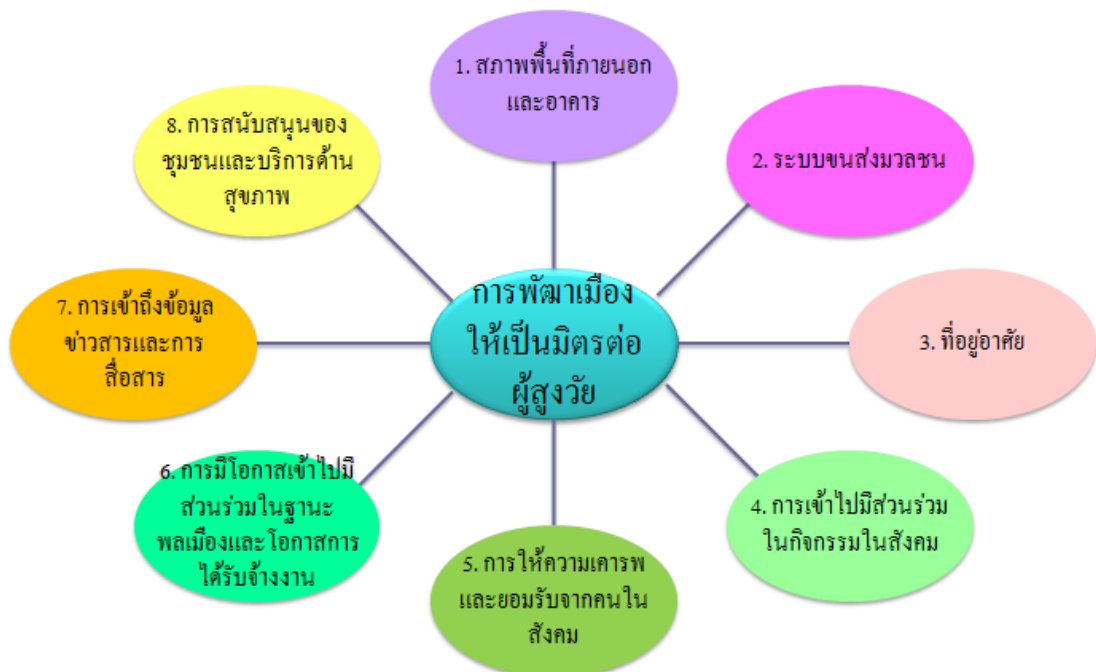 1. สภาพพื้นที่ภายนอก
และอาคาร
2. ระบบขนส่งมวลชน
3. ที่อยู่อาศัย
4. การเข้าไปมีส่วนร่วม
ในกิจกรรมในสังคม
5. การให้ความเคารพ
และยอมรับจากคนใน
สังคม
6. การมีโอกาสเข้าไปมี
ส่วนร่วมในฐานะ
พลเมืองและโอกาสการ
ได้รับจ้างงาน
7. การเข้าถึงข้อมูล
ข่าวสารและการ
สื่อสาร
8. การสนับสนุนของ
ชุมชนและบริการด้าน
สุขภาพ
การพัฒาเมือง
ให้เป็นมิตรต่อ
ผู้สูงวัย